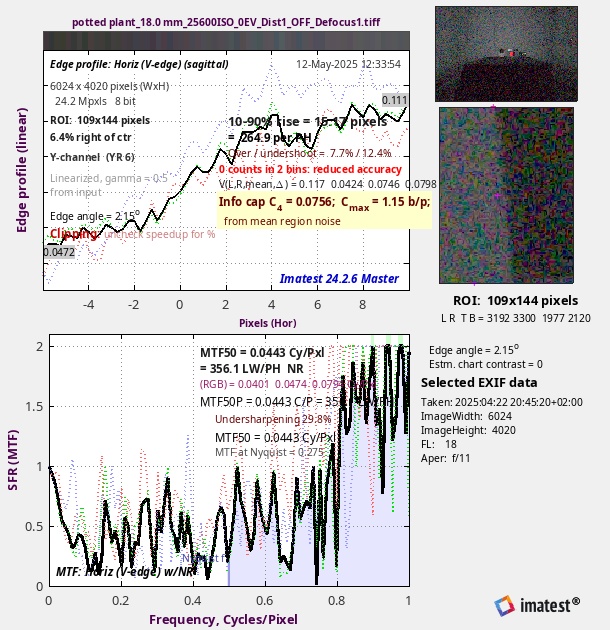 potted plant_18.0 mm_25600ISO_0EV_Dist1_OFF_Defocus1.tiff
Edge profile: Horiz (V-edge) (sagittal)
12-May-2025 12:33:54
6024 x 4020 pixels (WxH)
24.2 Mpxls 8 bit
0.111
ROI: 109x144 pixels
10-90% rise = 15.17 pixels
6.4% right of ctr
= 264.9 per PH
Y-channel (YR 6)
Over / undershoot = 7.7% / 12.4%
0 counts in 2 bins: reduced accuracy
Linearized, gamma = 0.5
V(L,R,mean,Δ) = 0.117 0.0424 0.0746 0.0798
from input
Info cap C4 = 0.0756; Cmax = 1.15 b/p;
Edge angle = 2.15o
from mean region noise
Clipping: uncheck speedup for %
0.0472
Imatest 24.2.6 Master
Edge profile (linear)
-4 -2 0 2 4 6 8
Pixels (Hor)
ROI: 109x144 pixels
L R T B = 3192 3300 1977 2120
Edge angle = 2.15o
Estm. chart contrast = 0
Selected EXIF data
Taken: 2025:04:22 20:45:20+02:00
ImageWidth: 6024
ImageHeight: 4020
FL: 18
Aper: f/11
MTF50 = 0.0443 Cy/Pxl
= 356.1 LW/PH NR
(RGB) = 0.0401 0.0474
MTF50P = 0.0443 C/P =
Undersharpening 29.8%
MTF50 = 0.0443 Cy/Pxl
MTF at Nyquist = 0.275
MTF: Horiz (V-edge) w/NR
SFR (MTF)
2
1.5
1
0.5
0
0 0.2 0.4 0.6 0.8 1
Frequency, Cycles/Pixel
imatest®